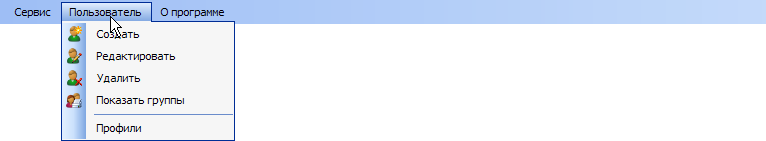 Сервис Пользователь О программе
Создать
Редактировать
Удалить
Показать группы
Профили